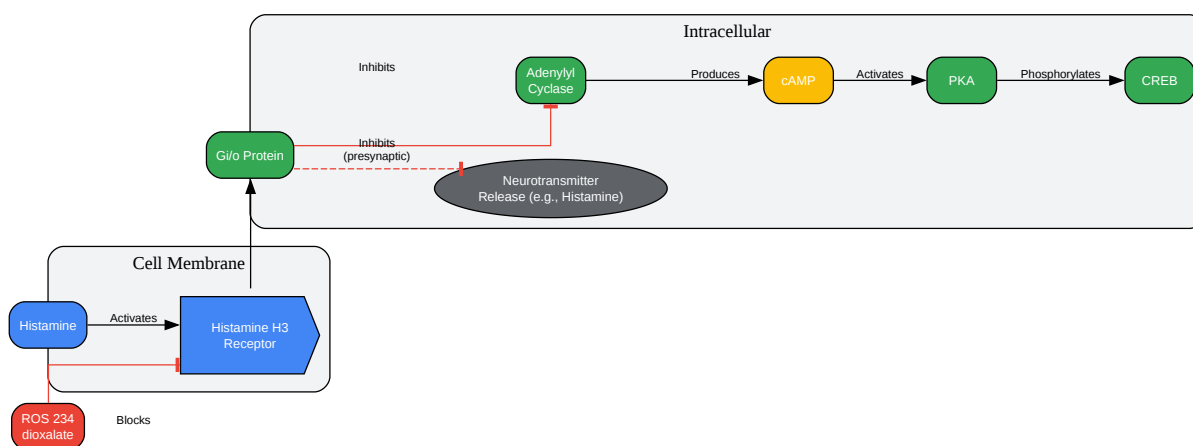 Intracellular
Inhibits
Adenylyl
Cyclase
Produces
cAMP
Activates
PKA
Phosphorylates
CREB
Gi/o Protein
Inhibits
(presynaptic)
Neurotransmitter
Release (e.g., Histamine)
Cell Membrane
Histamine
Activates
Histamine H3
Receptor
ROS 234
dioxalate
Blocks